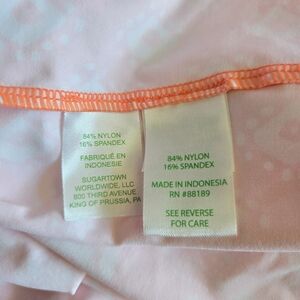 84% NYLON
16% SPANDEX
FABRIQUÉ EN
INDONESIE
SUGARTOWN
WORLDWIDE, LLC
800 THIRD AVENUE,
KING OF PRUSSIA, PA
84% NYLON
16% SPANDEX
MADE IN INDONESIA
RN #88189
SEE REVERSE
FOR CARE